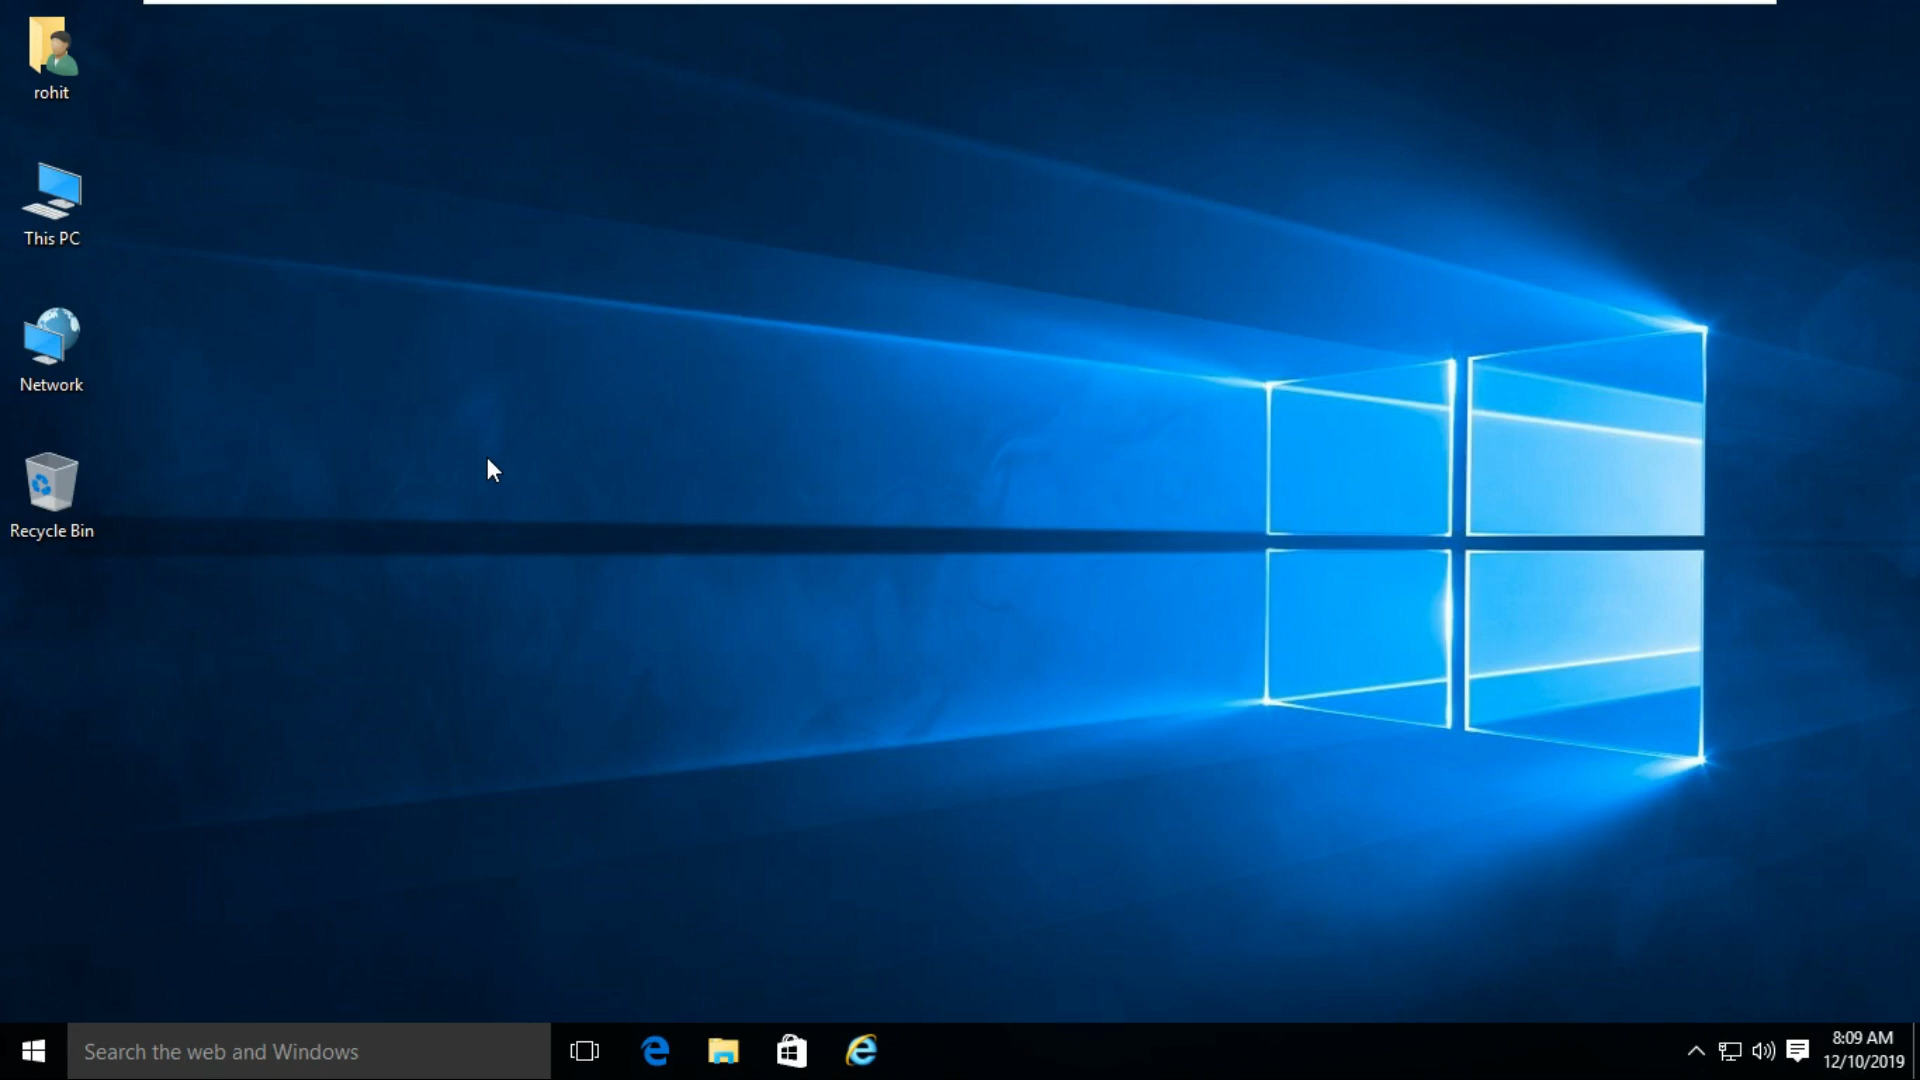 rohit
This PC
Network
Recycle Bin
Search the web and Windows
8:09 AM
12/10/2019